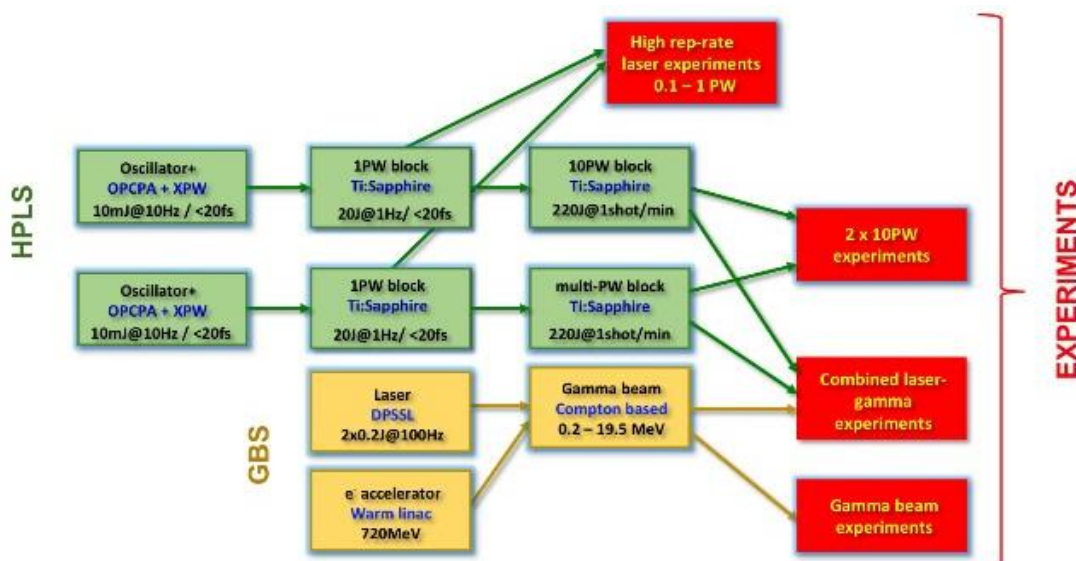 High rep-rate
laser experiments
0.1 – 1 PW
HPLS
Oscillator+
OPCPA + XPW
10mJ@10Hz / <20fs
1PW block
Ti:Sapphire
20J@1Hz/ <20fs
10PW block
Ti:Sapphire
220J@1shot/min
2 x 10PW
experiments
Oscillator+
OPCPA + XPW
10mJ@10Hz / <20fs
1PW block
Ti:Sapphire
20J@1Hz/ <20fs
multi-PW block
Ti:Sapphire
220J@1shot/min
Combined laser-
gamma
experiments
GBS
Laser
DPSSL
2x0.2J@100Hz
Gamma beam
Compton based
0.2 – 19.5 MeV
e- accelerator
Warm linac
720MeV
Gamma beam
experiments
EXPERIMENTS